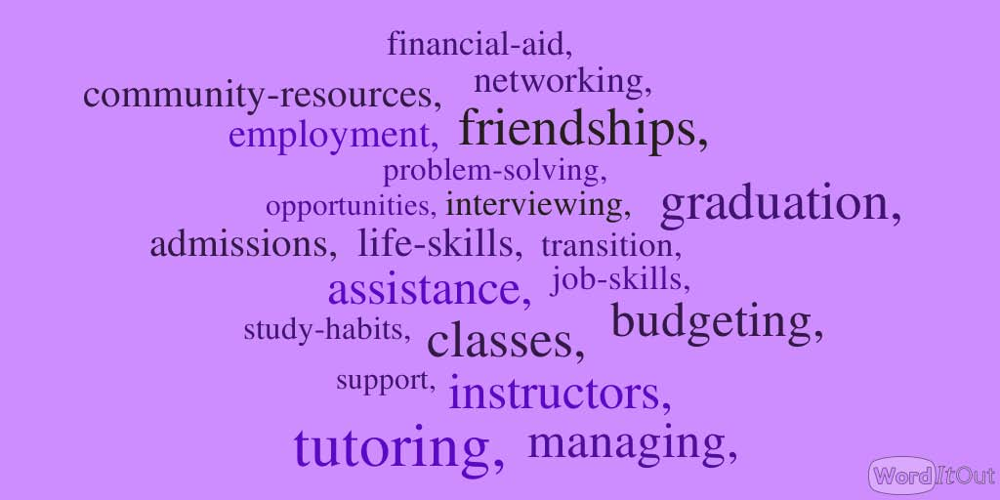 financial-aid,
networking,
community-resources,
employment, friendships,
problem-solving,
opportunities, interviewing, graduation,
admissions, life-skills, transition,
assistance, job-skills,
study-habits, classes, budgeting,
support, instructors,
tutoring, managing,
WordItOut